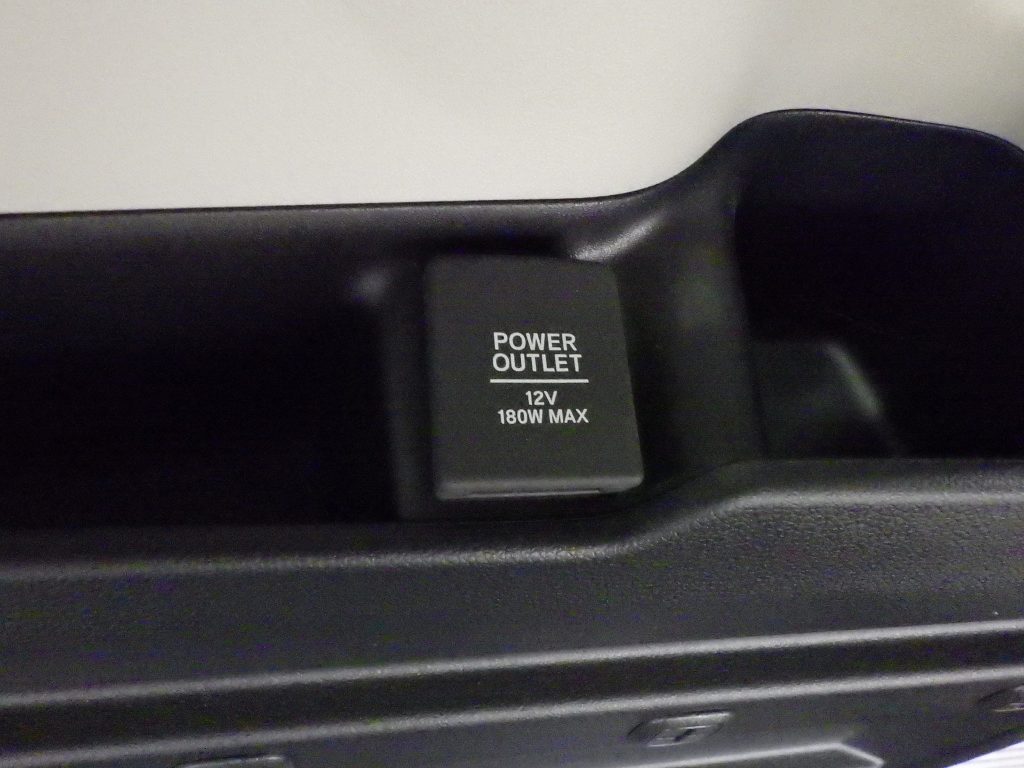 POWER
OUTLET
12V
180W MAX